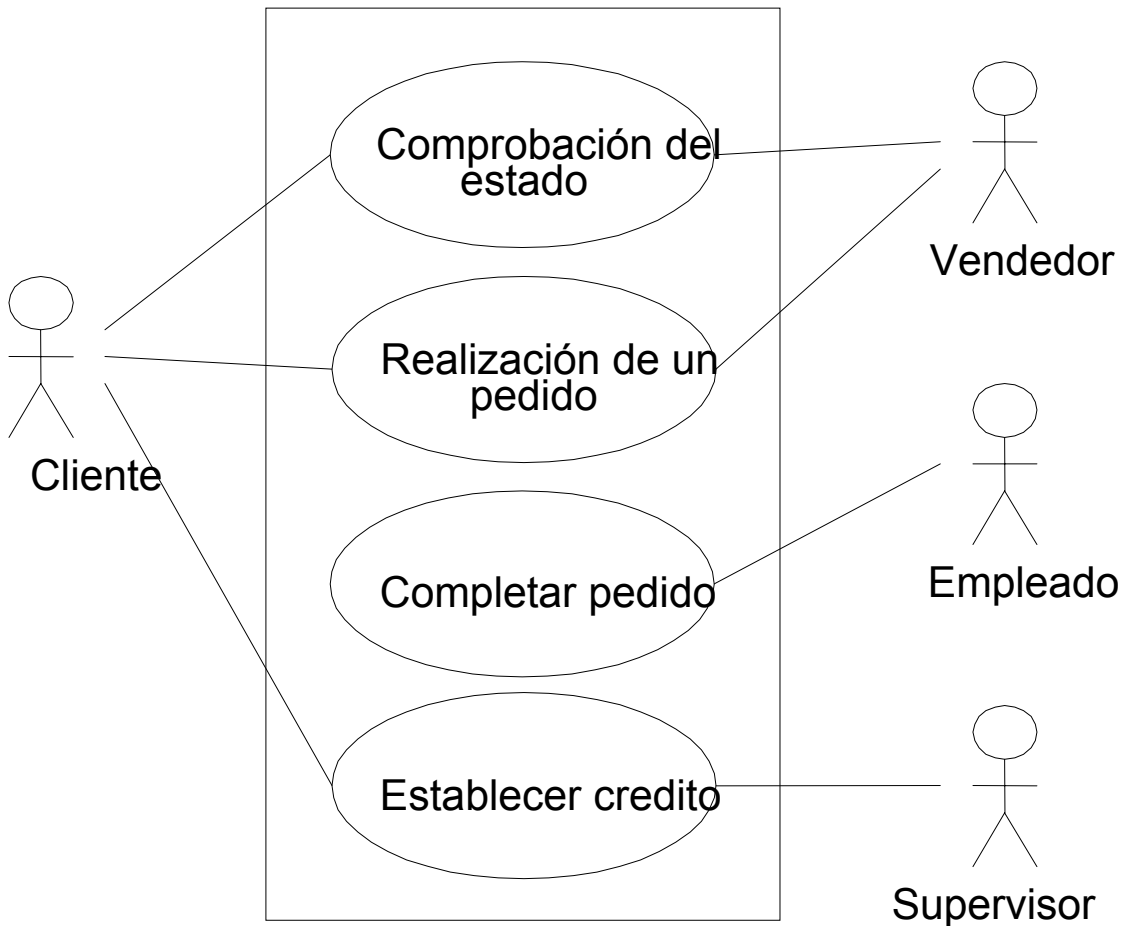 Comprobación del
estado
Vendedor
Realización de un
pedido
Cliente
Completar pedido
Empleado
Establecer credito
Supervisor